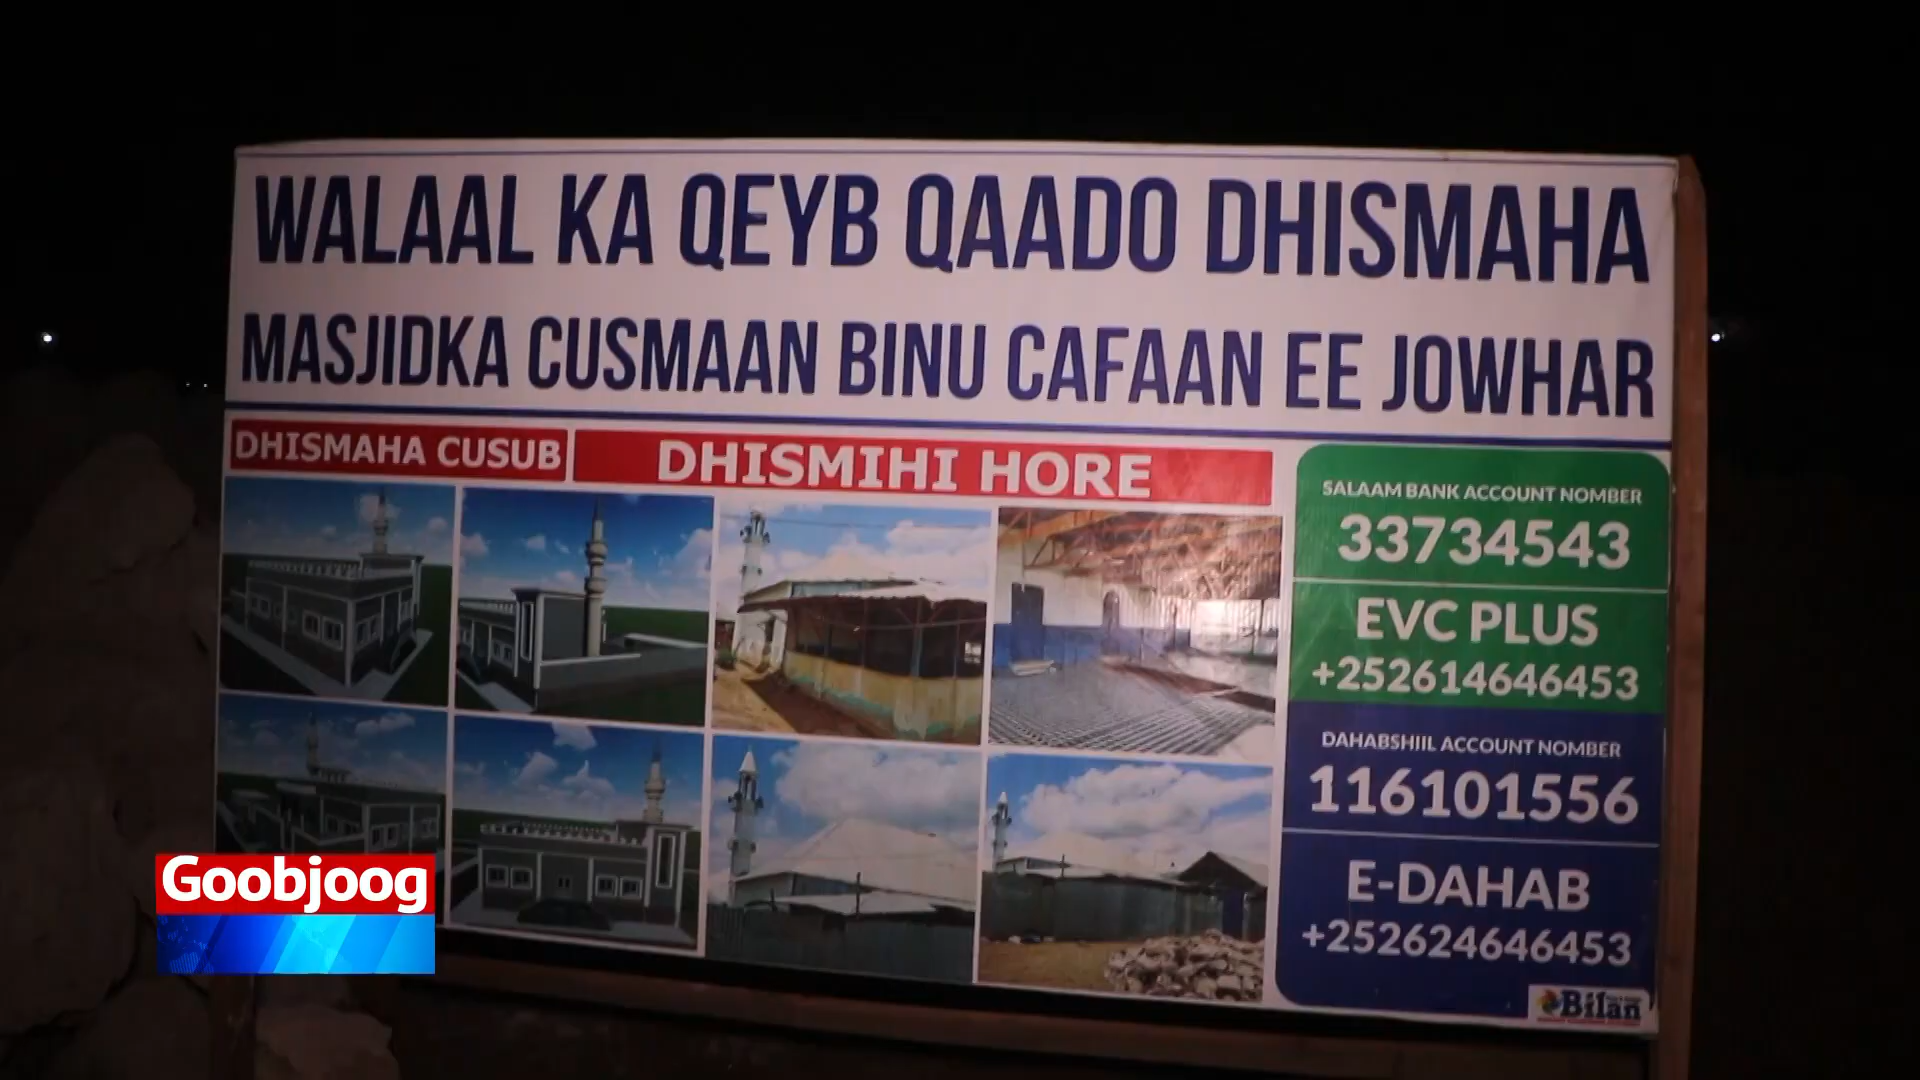 WALAAL KA QEYB QAADO DHISMAHA
MASJIDKA CUSMAAN BINU CAFAAN EE JOWHAR
DHISMAHA CUSUB
DHISMIHI HORE
SALAAM BANK ACCOUNT NOMBER
33734543
EVC PLUS
+252614646453
DAHABSHIIL ACCOUNT NOMBER
116101556
E-DAHAB
+252624646453
Bilan
Goobjoog